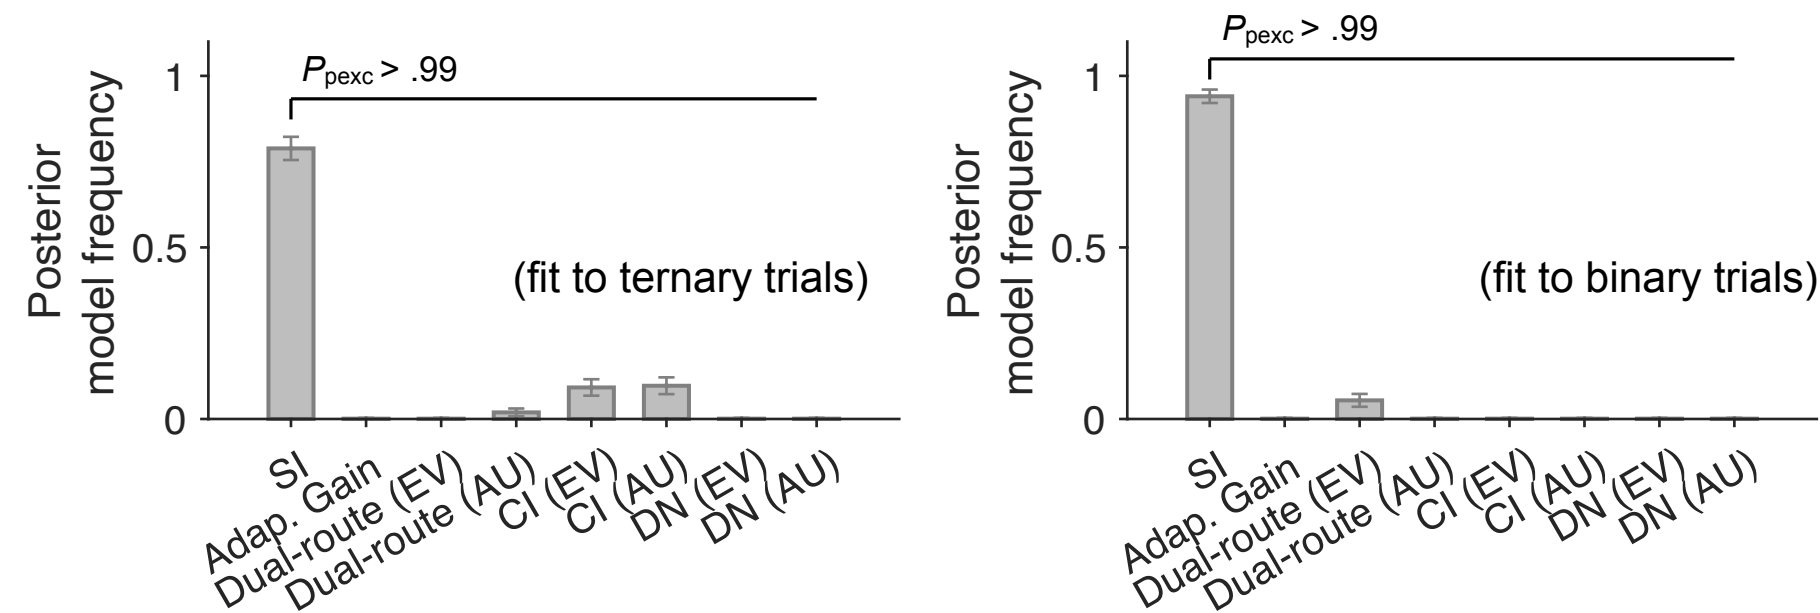 P_pexc > .99
Posterior
model frequency
1
0.5
0
(fit to ternary trials)
SI
Adap. Gain
Dual-route (EV)
Dual-route (AU)
CI (EV)
CI (AU)
DN (EV)
DN (AU)
P_pexc > .99
Posterior
model frequency
1
0.5
0
(fit to binary trials)
SI
Adap. Gain
Dual-route (EV)
Dual-route (AU)
CI (EV)
CI (AU)
DN (EV)
DN (AU)